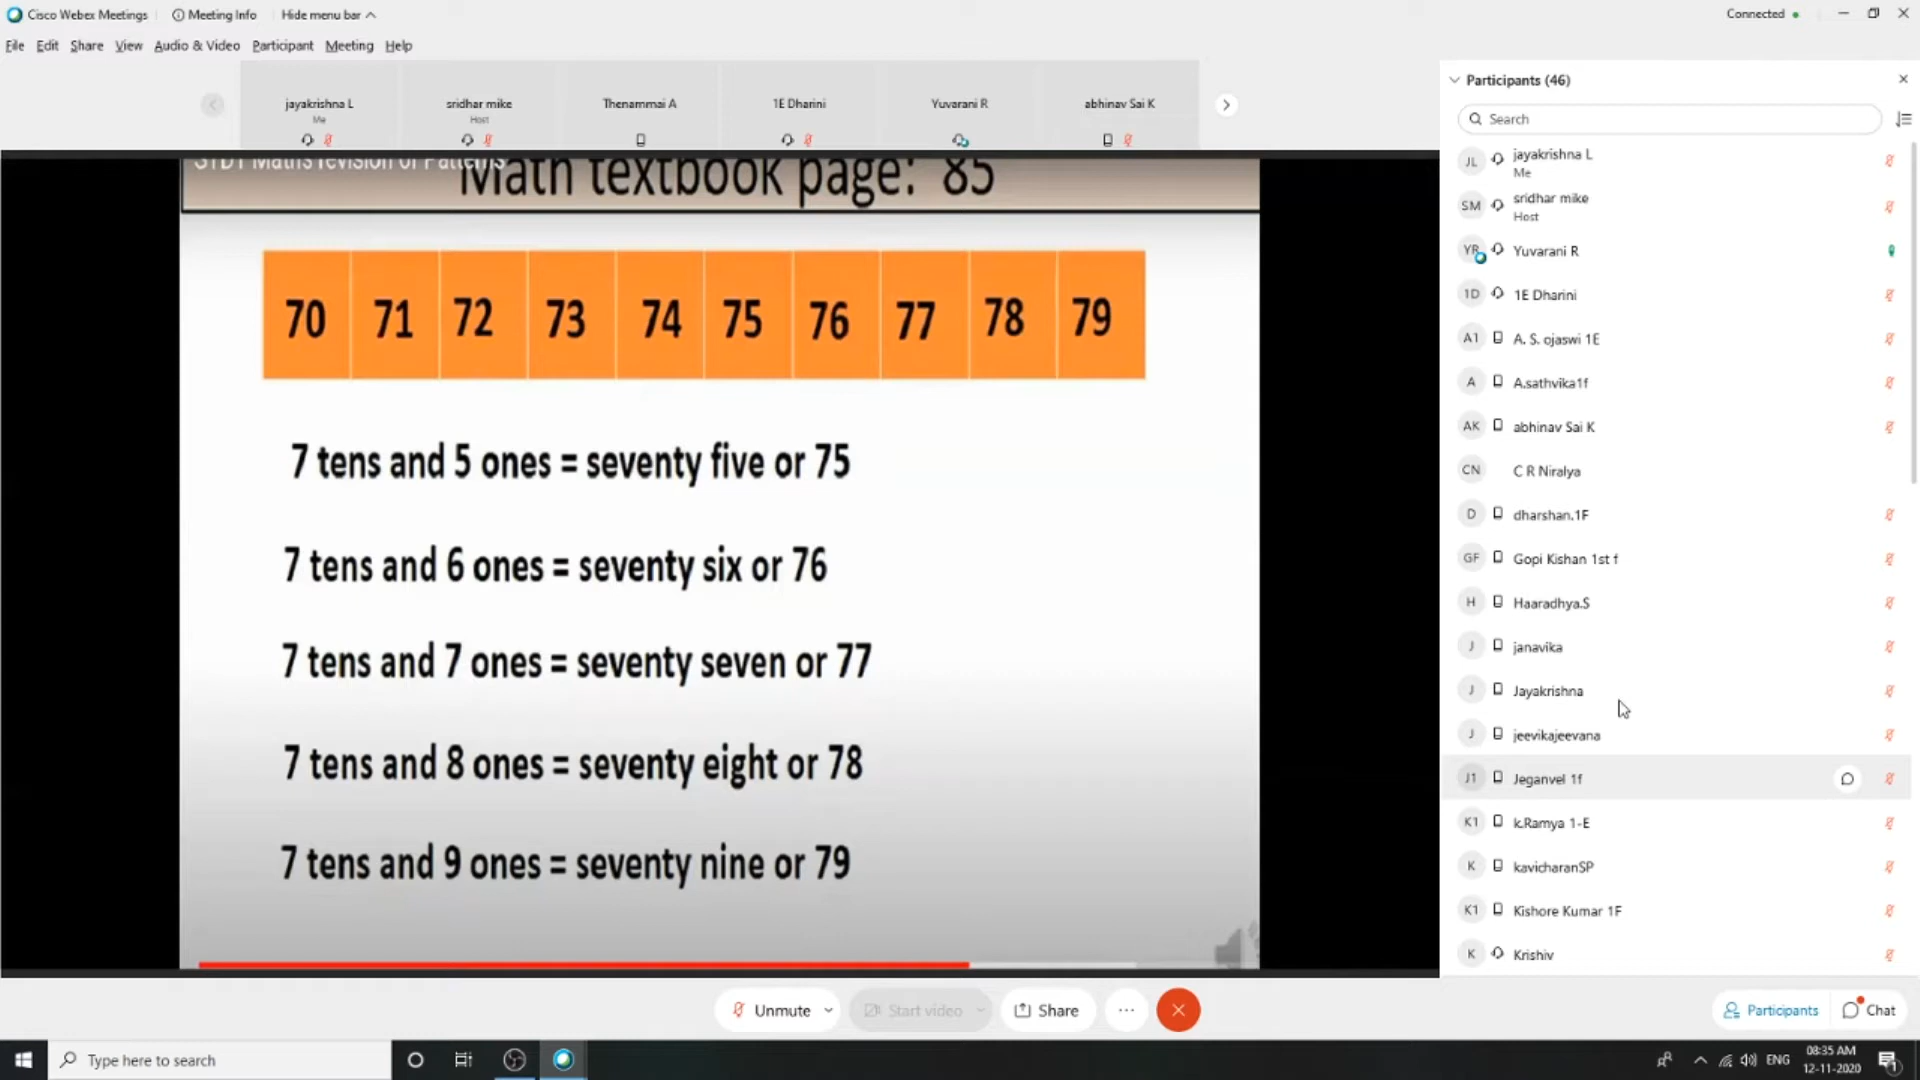 Cisco Webex Meetings Meeting Info Hide menu bar Connected
File Edit Share View Audio & Video Participant Meeting Help
jayakrishna L
Me
sridhar mike
Host
Thenammai A
1E Dharini
Yuvarani R
abhinav Sai K
STD1 Maths revision of Patterns
Math textbook page: 85
70 71 72 73 74 75 76 77 78 79
7 tens and 5 ones = seventy five or 75
7 tens and 6 ones = seventy six or 76
7 tens and 7 ones = seventy seven or 77
7 tens and 8 ones = seventy eight or 78
7 tens and 9 ones = seventy nine or 79
Participants (46)
Search
JL jayakrishna L
Me
SM sridhar mike
Host
YR Yuvarani R
1D 1E Dharini
A1 A. S. ojaswi 1E
A A.sathvika1f
AK abhinav Sai K
CN C R Niralya
D dharshan.1F
GF Gopi Kishan 1st f
H Haaradhya.S
J janavika
J Jayakrishna
J jeevikajeevana
J1 Jeganvel 1f
K1 k.Ramya 1-E
K kavicharanSP
K1 Kishore Kumar 1F
K Krishiv
Unmute Start video Share Participants Chat
Type here to search
ENG
08:35 AM
12-11-2020
1